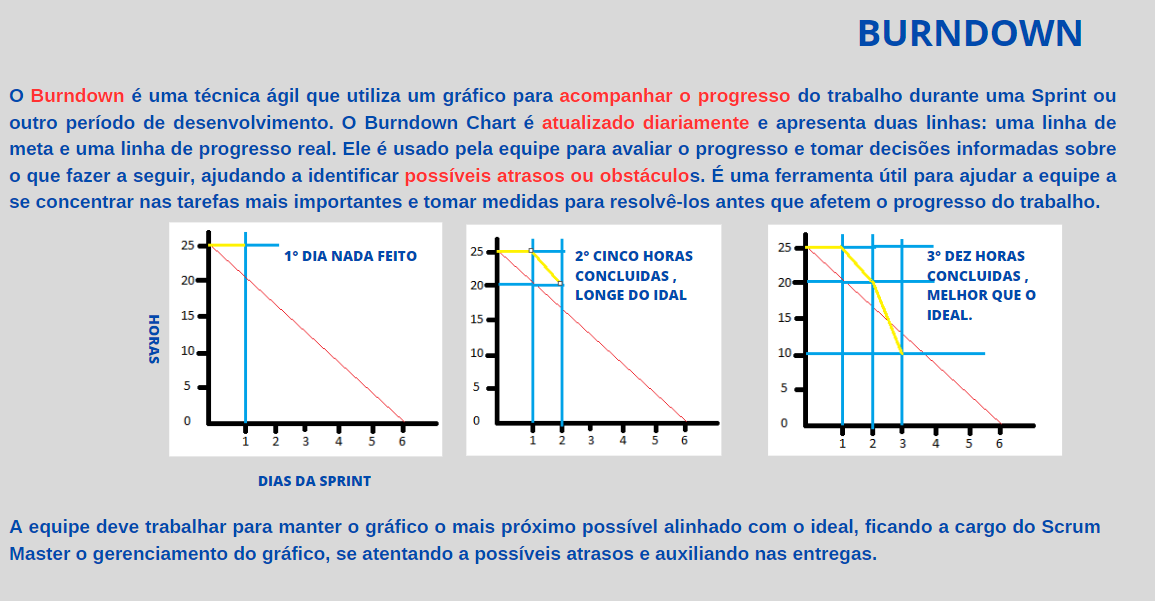 BURNDOWN
O Burndown é uma técnica ágil que utiliza um gráfico para acompanhar o progresso do trabalho durante uma Sprint ou
outro período de desenvolvimento. O Burndown Chart é atualizado diariamente e apresenta duas linhas: uma linha de
meta e uma linha de progresso real. Ele é usado pela equipe para avaliar o progresso e tomar decisões informadas sobre
o que fazer a seguir, ajudando a identificar possíveis atrasos ou obstáculos. É uma ferramenta útil para ajudar a equipe a
se concentrar nas tarefas mais importantes e tomar medidas para resolvê-los antes que afetem o progresso do trabalho.
HORAS
25
20
15
10
5
0
1 2 3 4 5 6
1º DIA NADA FEITO
25
20
15
10
5
0
1 2 3 4 5 6
2º CINCO HORAS
CONCLUIDAS ,
LONGE DO IDAL
25
20
15
10
5
0
1 2 3 4 5 6
3º DEZ HORAS
CONCLUIDAS ,
MELHOR QUE O
IDEAL.
DIAS DA SPRINT
A equipe deve trabalhar para manter o gráfico o mais próximo possível alinhado com o ideal, ficando a cargo do Scrum
Master o gerenciamento do gráfico, se atentando a possíveis atrasos e auxiliando nas entregas.